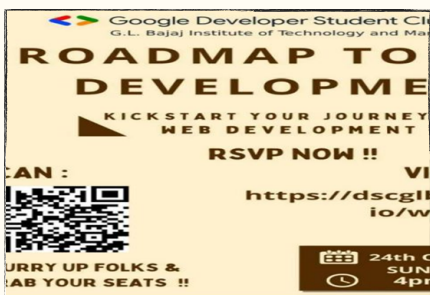 Google Developer Student Clu
G.L. Bajaj Institute of Technology and Ma
ROADMAP TO
DEVELOPME
KICKSTART YOUR JOURNEY
WEB DEVELOPMENT
RSVP NOW !!
CAN :
VI
https://dscglb
io/w
URRY UP FOLKS &
RAB YOUR SEATS !!
24th O
SUN
4pm